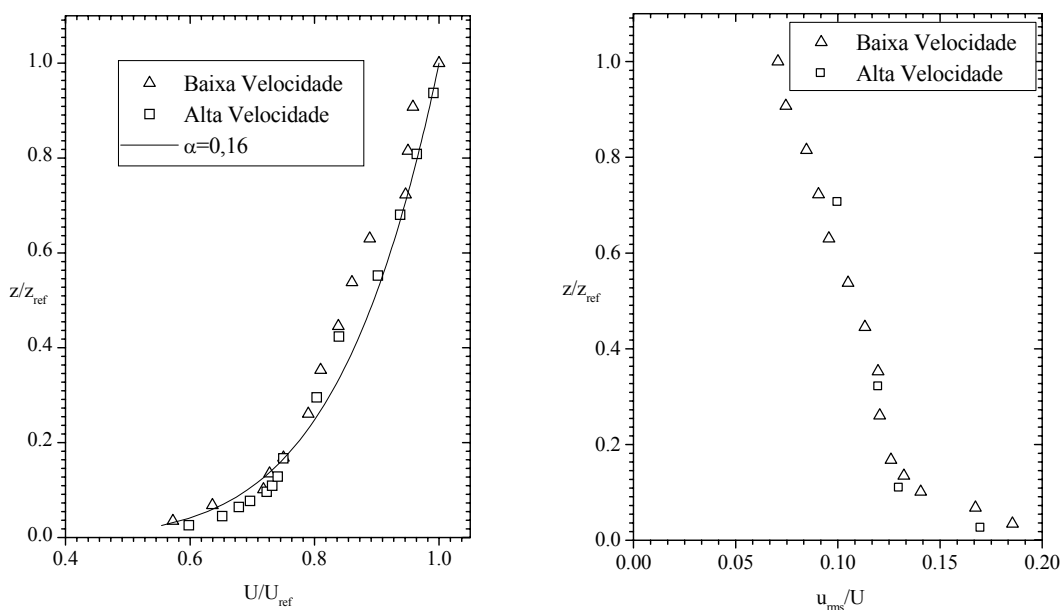 1.0
0.8
0.6
0.4
0.2
0.0
z/z_ref
0.4 0.6 0.8 1.0
U/U_ref
Baixa Velocidade
Alta Velocidade
α=0,16
1.0
0.8
0.6
0.4
0.2
0.0
z/z_ref
0.00 0.05 0.10 0.15 0.20
u_rms/U
Baixa Velocidade
Alta Velocidade